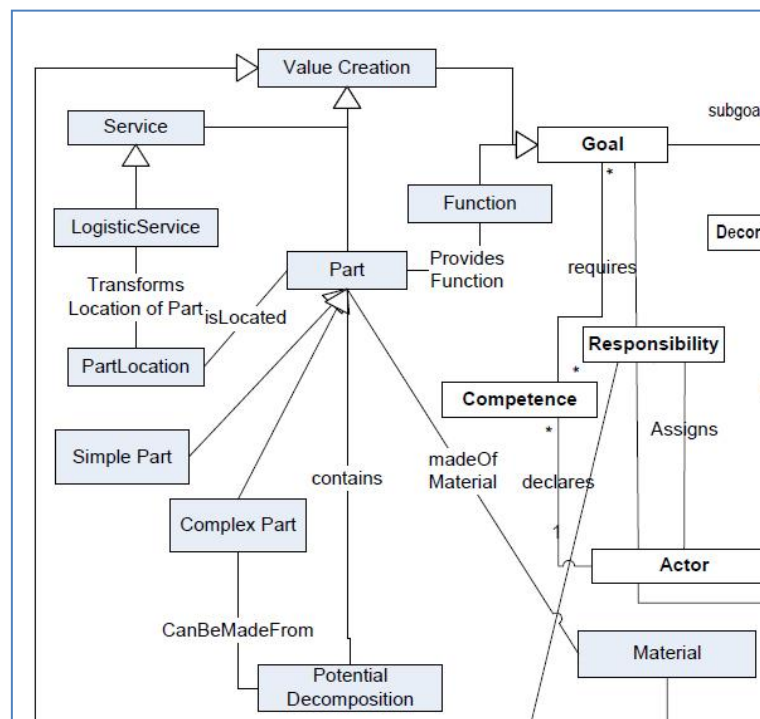 Value Creation
Service
Goal
*
subgoa
LogisticService
Function
Decor
Transforms
Location of Part
Part
Provides
Function
requires
isLocated
PartLocation
Responsibility
*
Competence
*
Simple Part
madeOf
Material
Assigns
contains
declares
Complex Part
1
Actor
CanBeMadeFrom
Material
Potential
Decomposition